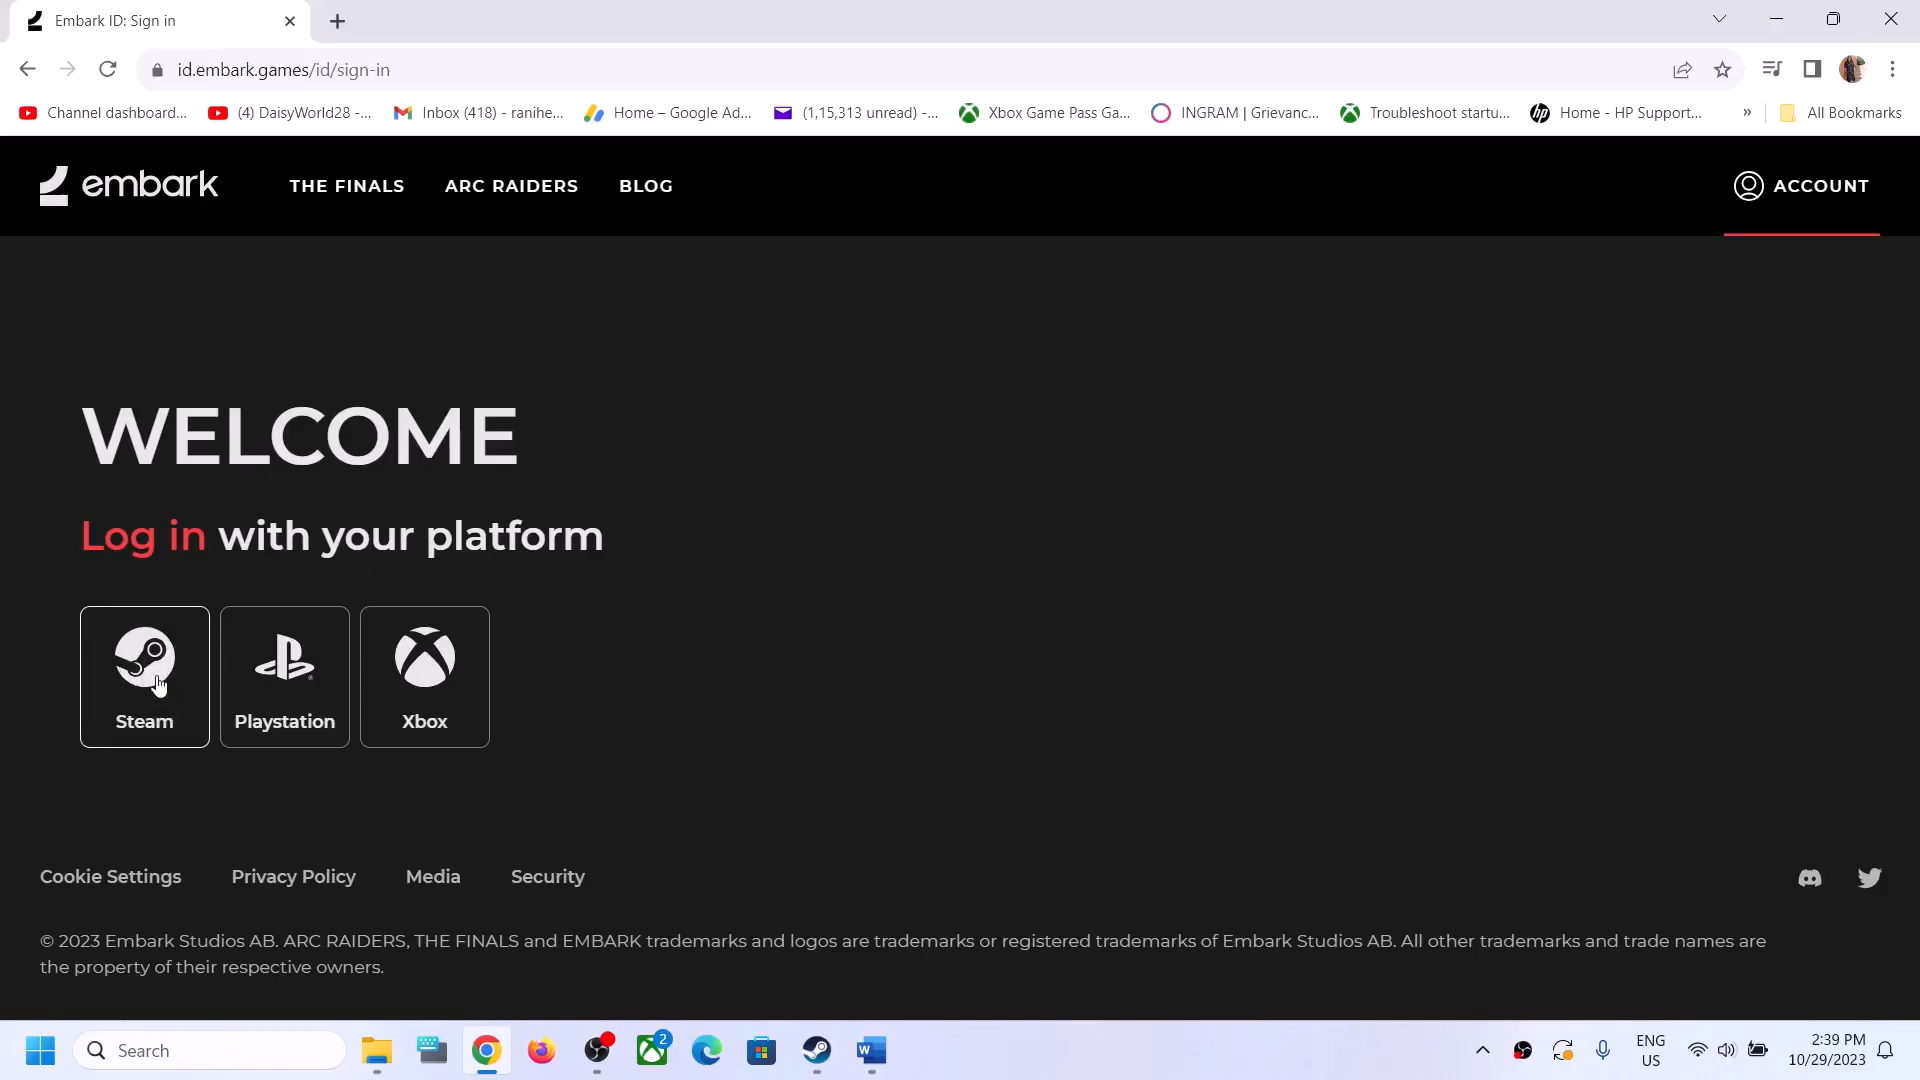 Embark ID: Sign in
id.embark.games/id/sign-in
Channel dashboard...
(4) DaisyWorld28 -...
Inbox (418) - ranihe...
Home – Google Ad...
(1,15,313 unread) -...
Xbox Game Pass Ga...
INGRAM | Grievanc...
Troubleshoot startu...
Home - HP Support...
»
All Bookmarks
embark
THE FINALS
ARC RAIDERS
BLOG
ACCOUNT
WELCOME
Log in with your platform
Steam
Playstation
Xbox
Cookie Settings
Privacy Policy
Media
Security
© 2023 Embark Studios AB. ARC RAIDERS, THE FINALS and EMBARK trademarks and logos are trademarks or registered trademarks of Embark Studios AB. All other trademarks and trade names are
the property of their respective owners.
Search
2
ENG
US
2:39 PM
10/29/2023